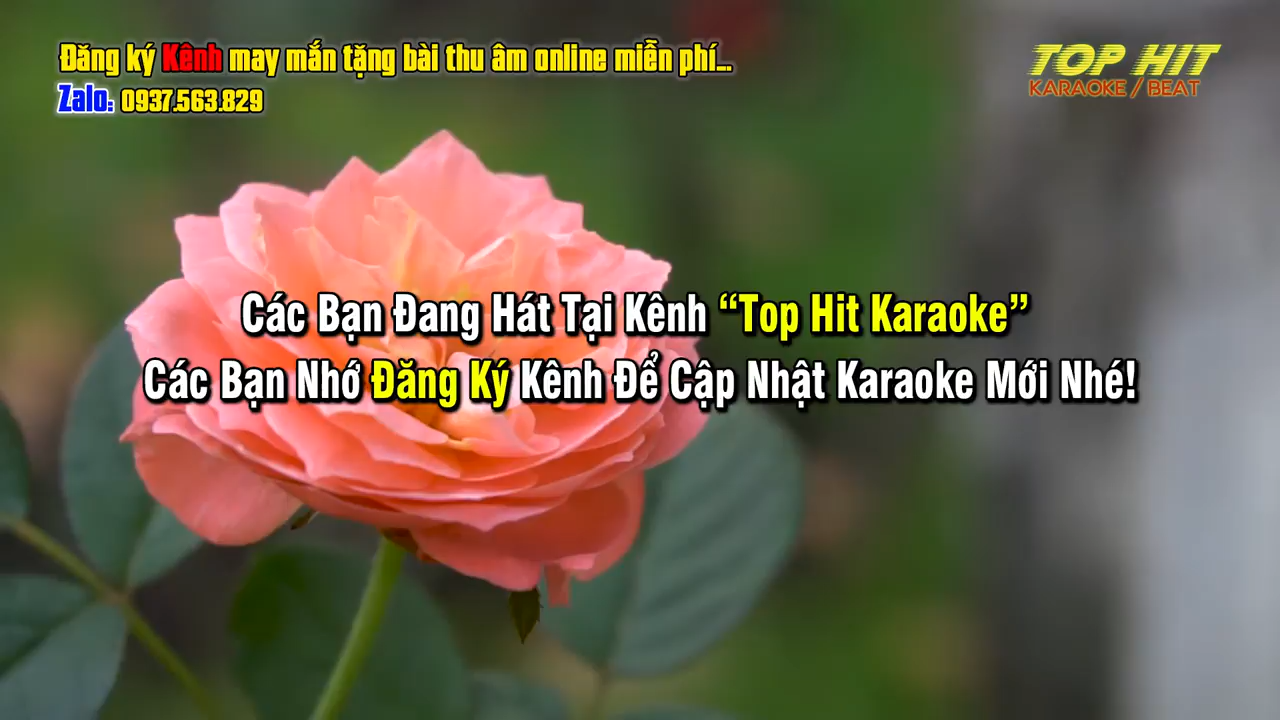 Đăng ký Kênh may mắn tặng bài thu âm online miễn phí...
Zalo: 0937.563.829
TOP HIT
KARAOKE / BEAT
Các Bạn Đang Hát Tại Kênh “Top Hit Karaoke”
Các Bạn Nhớ Đăng Ký Kênh Để Cập Nhật Karaoke Mới Nhé!